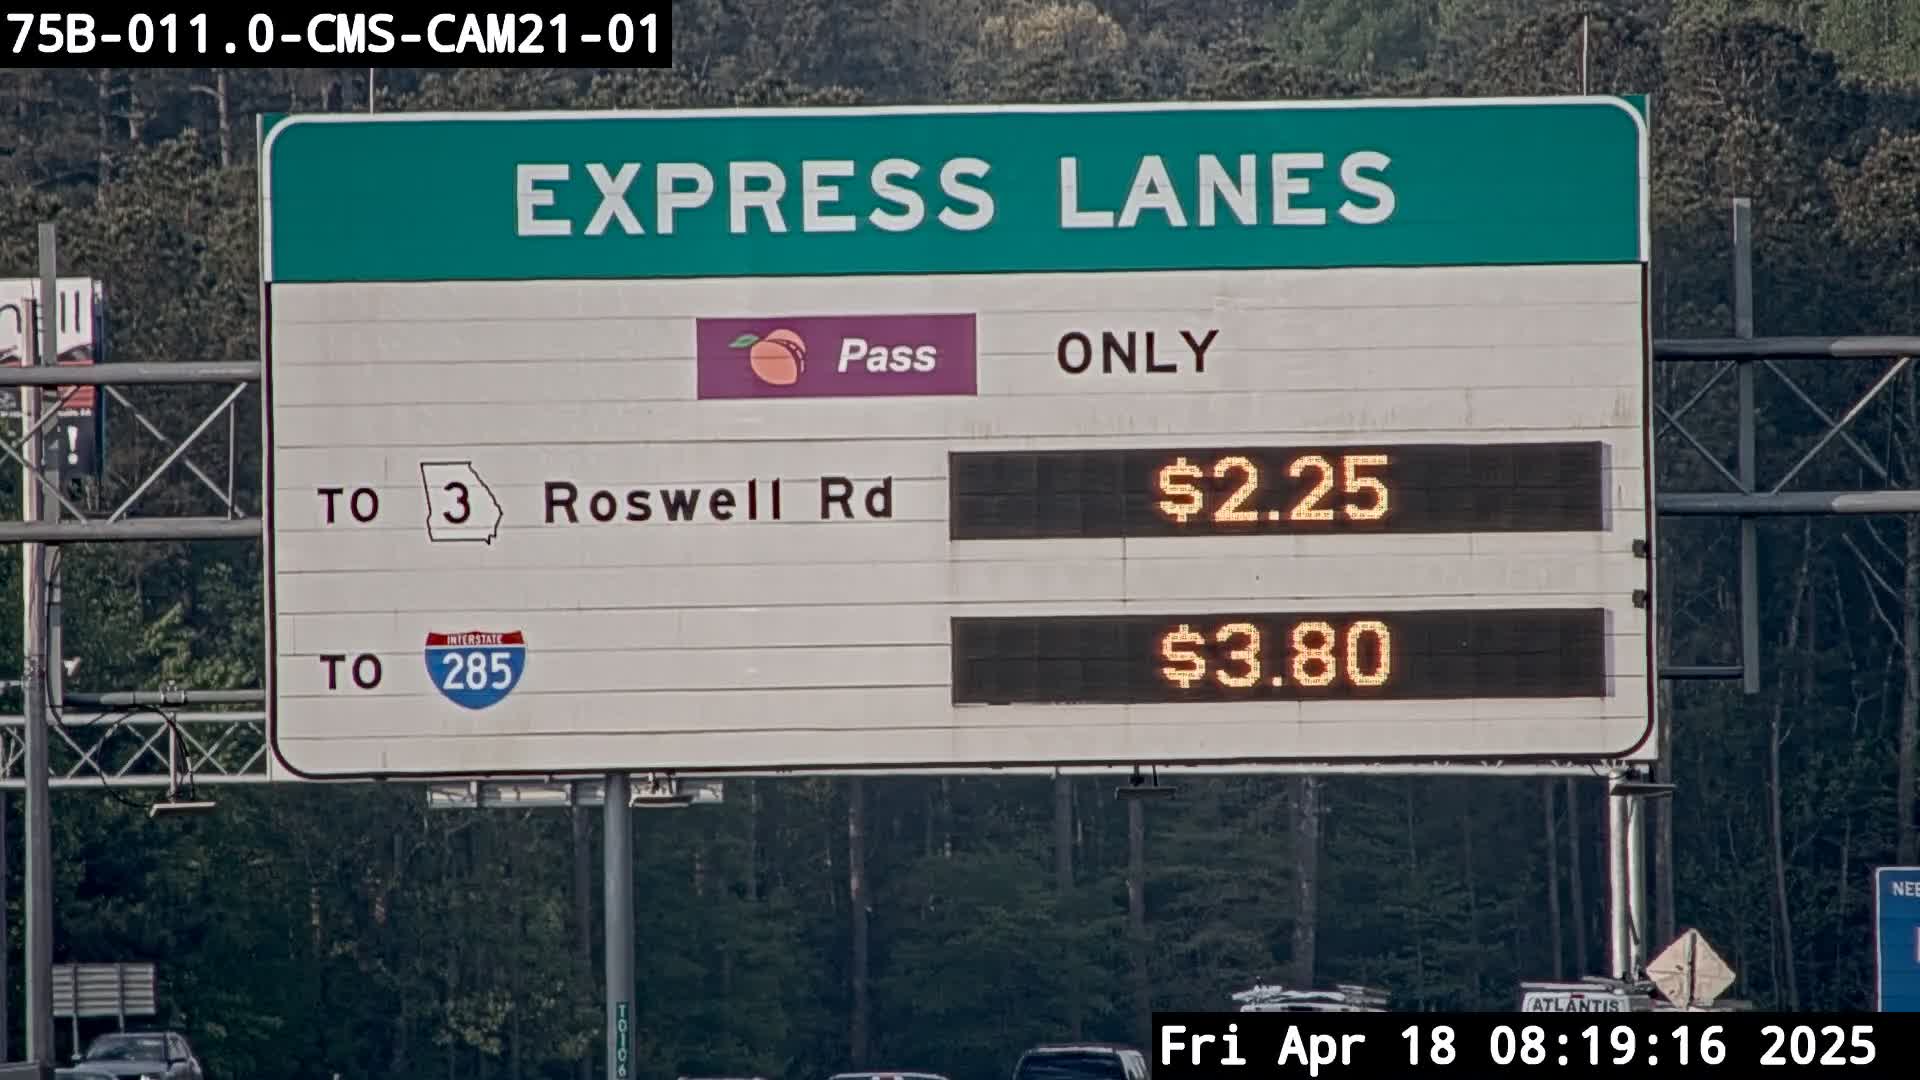 75B-011.0-CMS-CAM21-01
EXPRESS LANES
Pass ONLY
TO 3 Roswell Rd $2.25
TO INTERSTATE 285 $3.80
!
ATLANTIS
Fri Apr 18 08:19:16 2025